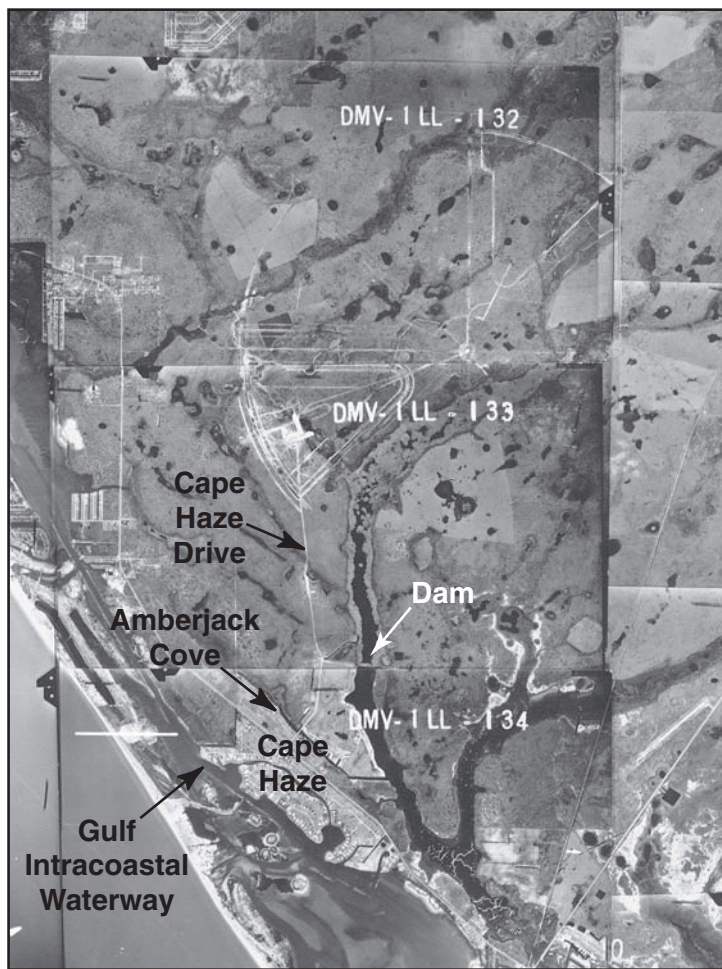 DMV-1LL-132
DMV-1LL-133
Cape
Haze
Drive
Dam
Amberjack
Cove
DMV-1LL-134
Cape
Haze
Gulf
Intracoastal
Waterway
10